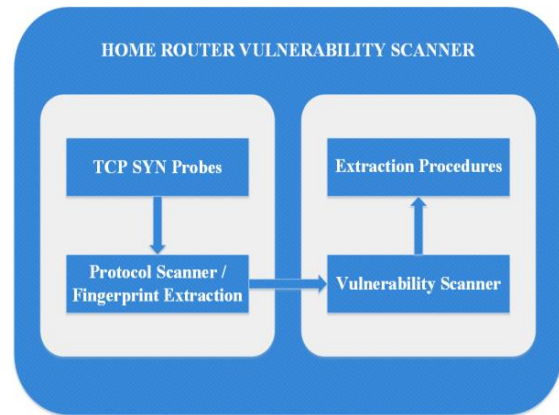 HOME ROUTER VULNERABILITY SCANNER
TCP SYN Probes
Protocol Scanner /
Fingerprint Extraction
Extraction Procedures
Vulnerability Scanner